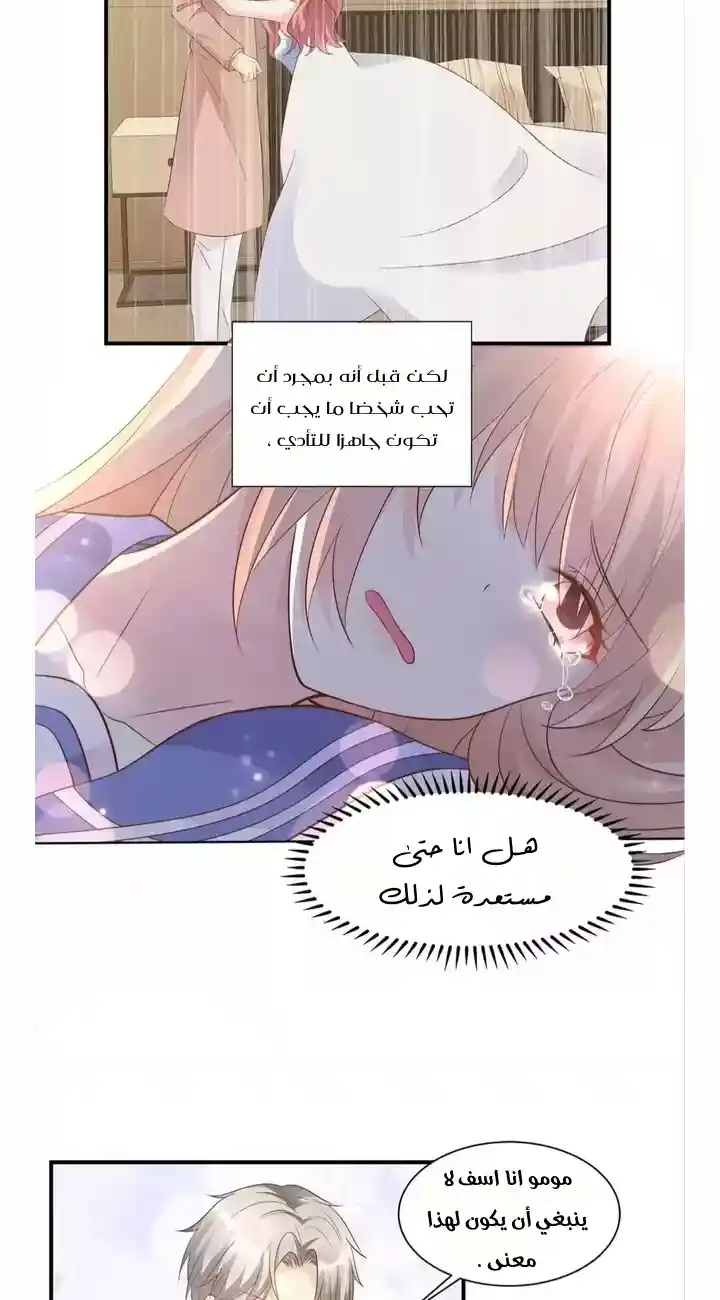 لكن قبل أنه بمجرد أن
تحب شخضا ما يجب أن
تكون جاهزا للتأدي ،
هل انا حتى
مستعدة لذلك
مومو انا اسف لا
ينبغي أن يكون لهذا
معنى .